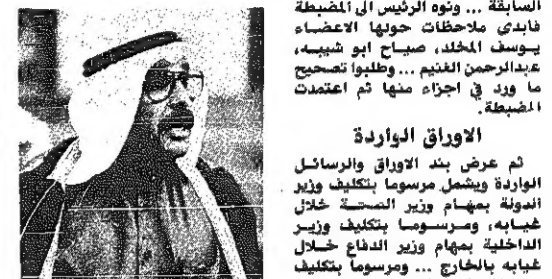 السابقة ... ونوه الرئيس الى المضبطة
فابدى ملاحظات حولها الاعضاء
يوسف المخلد، صباح ابو شيبه،
عبدالرحمن الغنيم ... وطلبوا تصحيح
ما ورد في اجزاء منها ثم اعتمدت
المضبطة.
الاوراق الواردة
ثم عرض بند الاوراق والرسائل
الواردة ويشمل مرسوما بتكليف وزير
الدولة بمهام وزير الصحة خلال
غيابه، ومرسوما بتكليف وزير
الداخلية بمهام وزير الدفاع خلال
غيابه بالخارج ... ومرسوما بتكليف